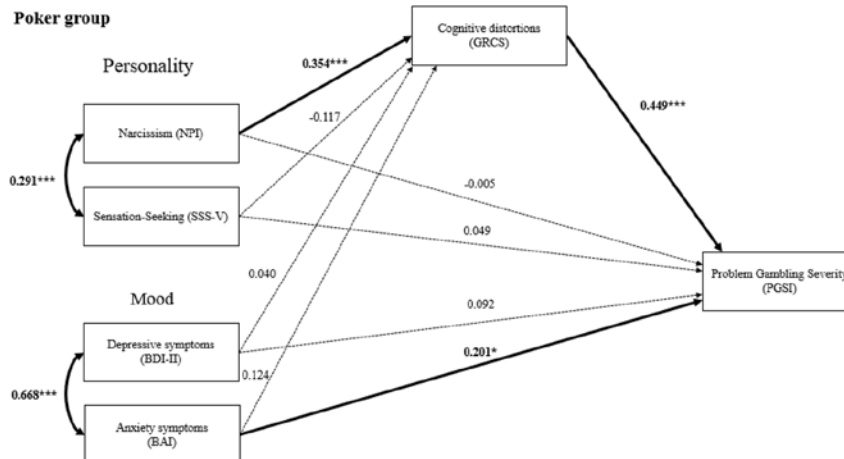 Poker group
Cognitive distortions
(GRCS)
Personality
0.354***
-0.117
0.449***
Narcissism (NPI)
0.291***
-0.005
Sensation-Seeking (SSS-V)
0.049
0.040
Problem Gambling Severity
(PGSI)
Mood
0.092
Depressive symptoms
(BDI-II)
0.201*
0.124
0.668***
Anxiety symptoms
(BAI)